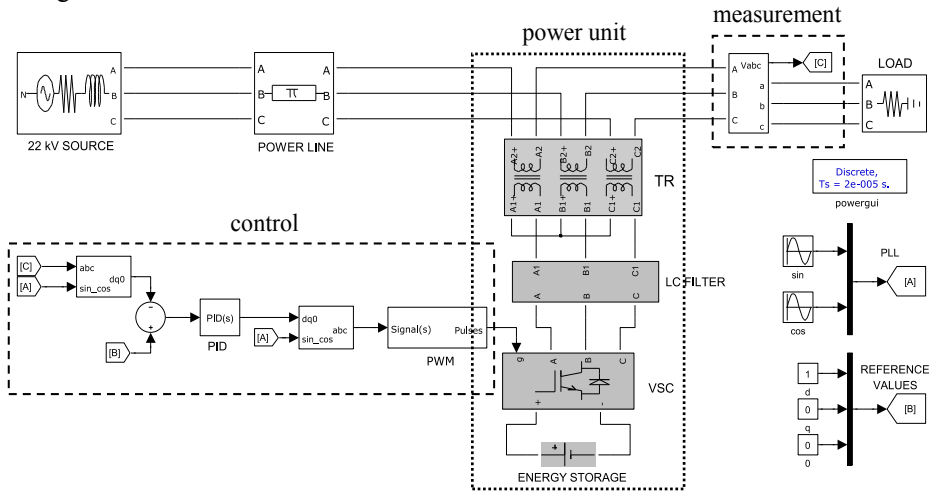 measurement
power unit
Vabc
[C]
LOAD
A
B
C
N
A
B
C
A
B
C
π
A
B
C
a
b
c
A
B
C
22 kV SOURCE
POWER LINE
A2+
A2
B2+
B2
C2+
C2
A1+
A1
B1+
B1
C1+
C1
TR
Discrete,
Ts = 2e-005 s.
powergui
control
[C]
[A]
abc
sin_cos
dq0
−
+
[B]
PID(s)
PID
[A]
dq0
sin_cos
abc
Signal(s)
Pulses
PWM
A1
B1
C1
A
B
C
LC FILTER
g
A
B
C
+
-
VSC
+
ENERGY STORAGE
sin
cos
PLL
[A]
REFERENCE
VALUES
[B]
1
d
0
q
0
0